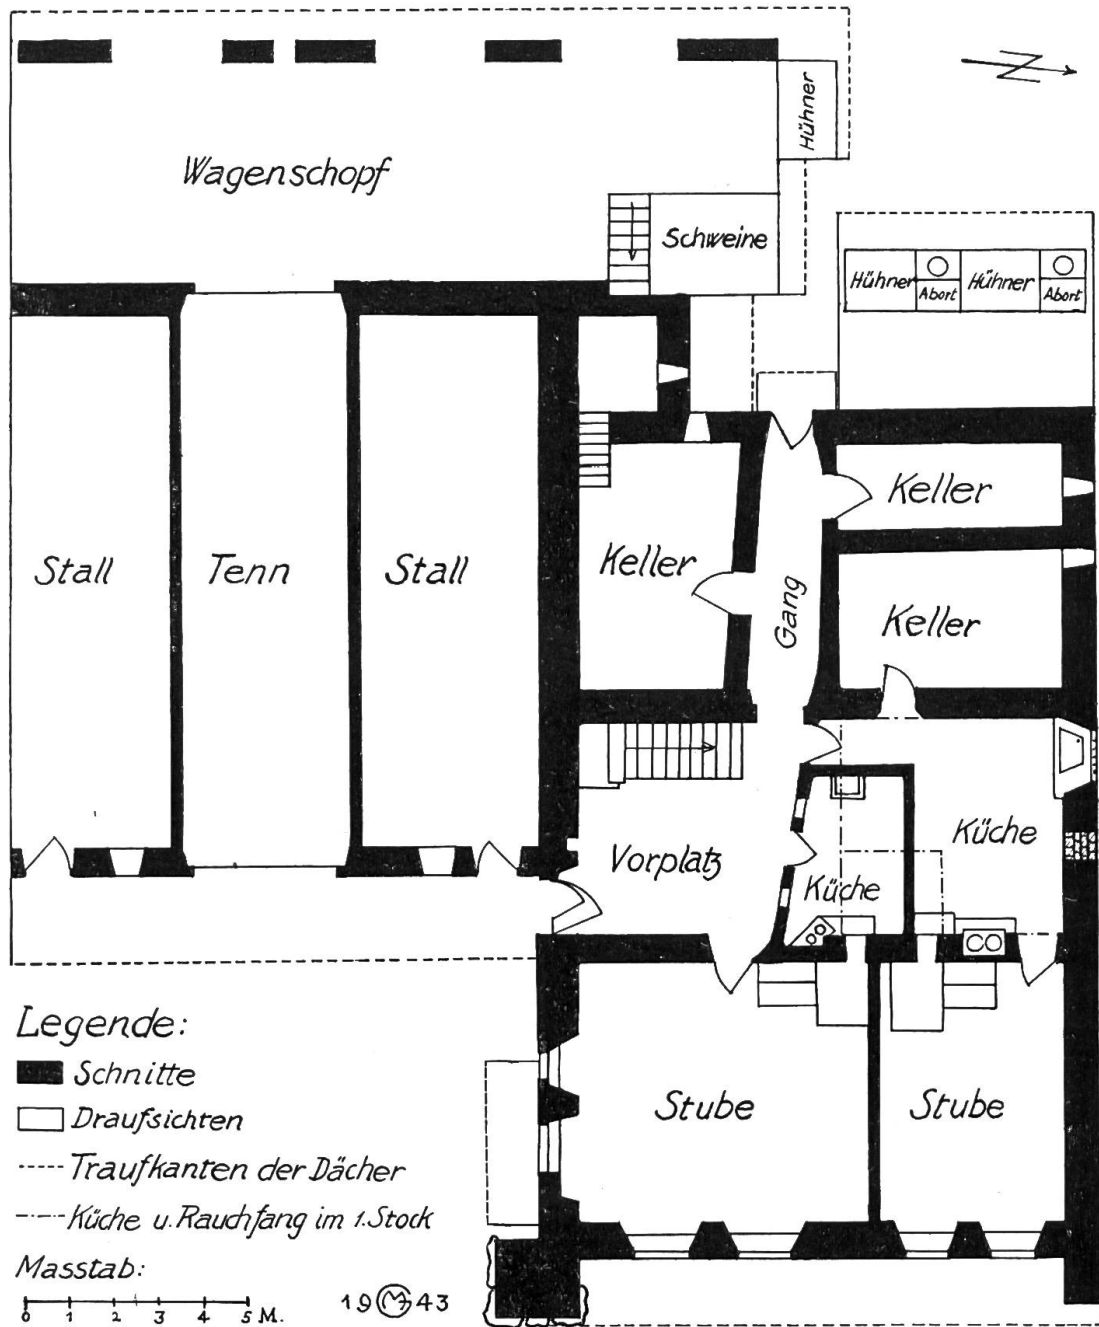 N
Hühner
Wagenschopf
Schweine
Hühner
Abort
Hühner
Abort
Keller
Stall
Tenn
Stall
Keller
Gang
Keller
Küche
Vorplatz
Küche
Legende:
Schnitte
Draufsichten
Traufkanten der Dächer
Küche u. Rauchfang im 1. Stock
Stube
Stube
Masstab:
0 1 2 3 4 5 M.
19 43